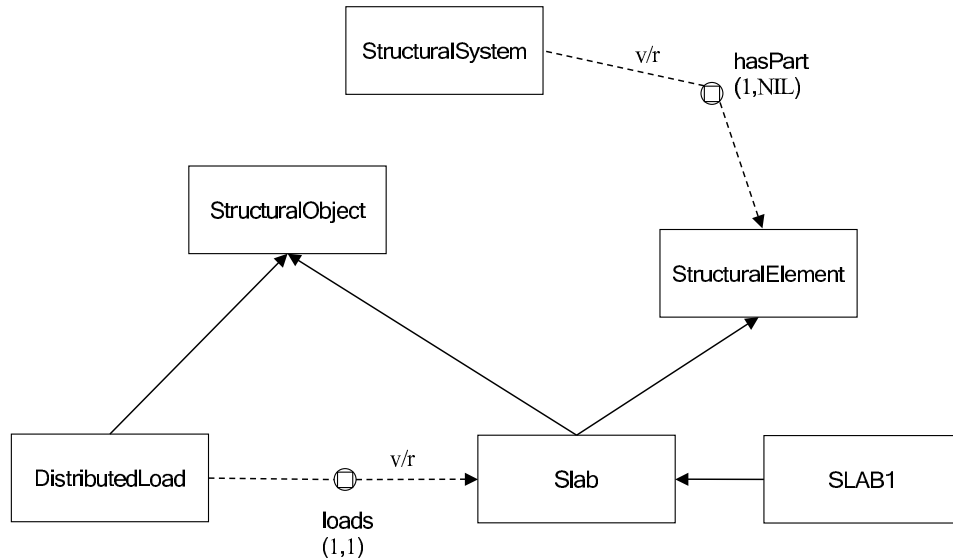 StructuralSystem
v/r
hasPart
(1,NIL)
StructuralObject
StructuralElement
DistributedLoad
v/r
Slab
SLAB1
loads
(1,1)